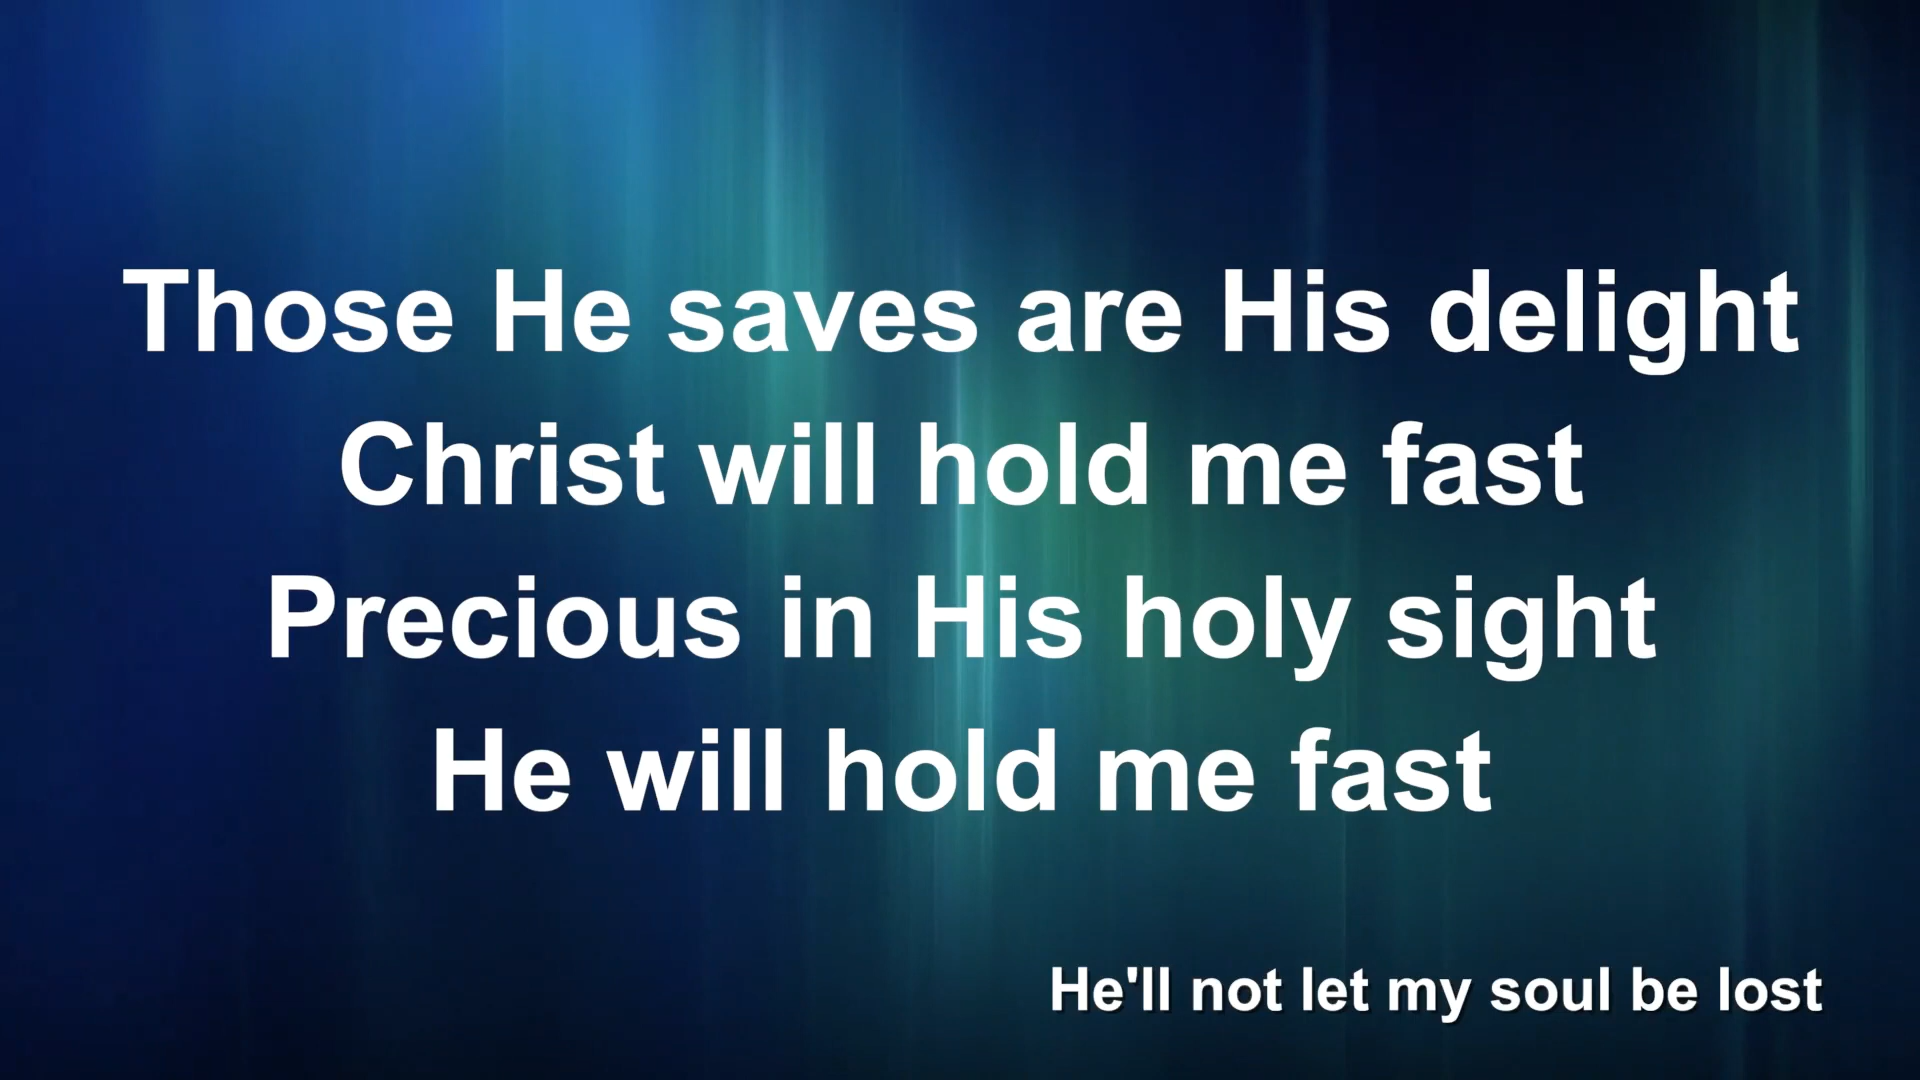 Those He saves are His delight
Christ will hold me fast
Precious in His holy sight
He will hold me fast
He'll not let my soul be lost